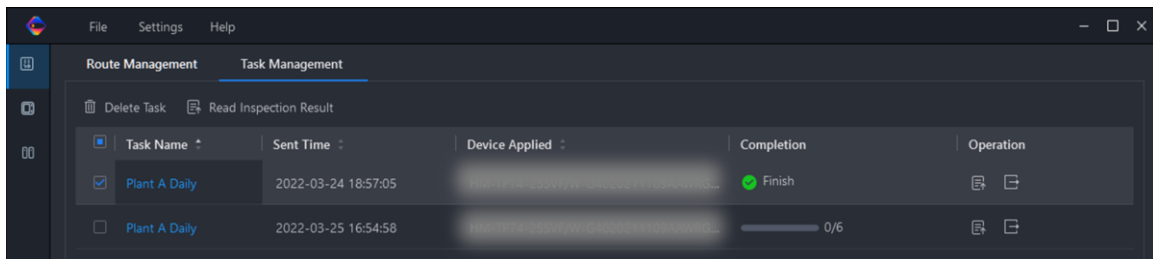 File Settings Help
Route Management Task Management
Delete Task Read Inspection Result
Task Name Sent Time Device Applied Completion Operation
Plant A Daily 2022-03-24 18:57:05 Finish
Plant A Daily 2022-03-25 16:54:58 0/6